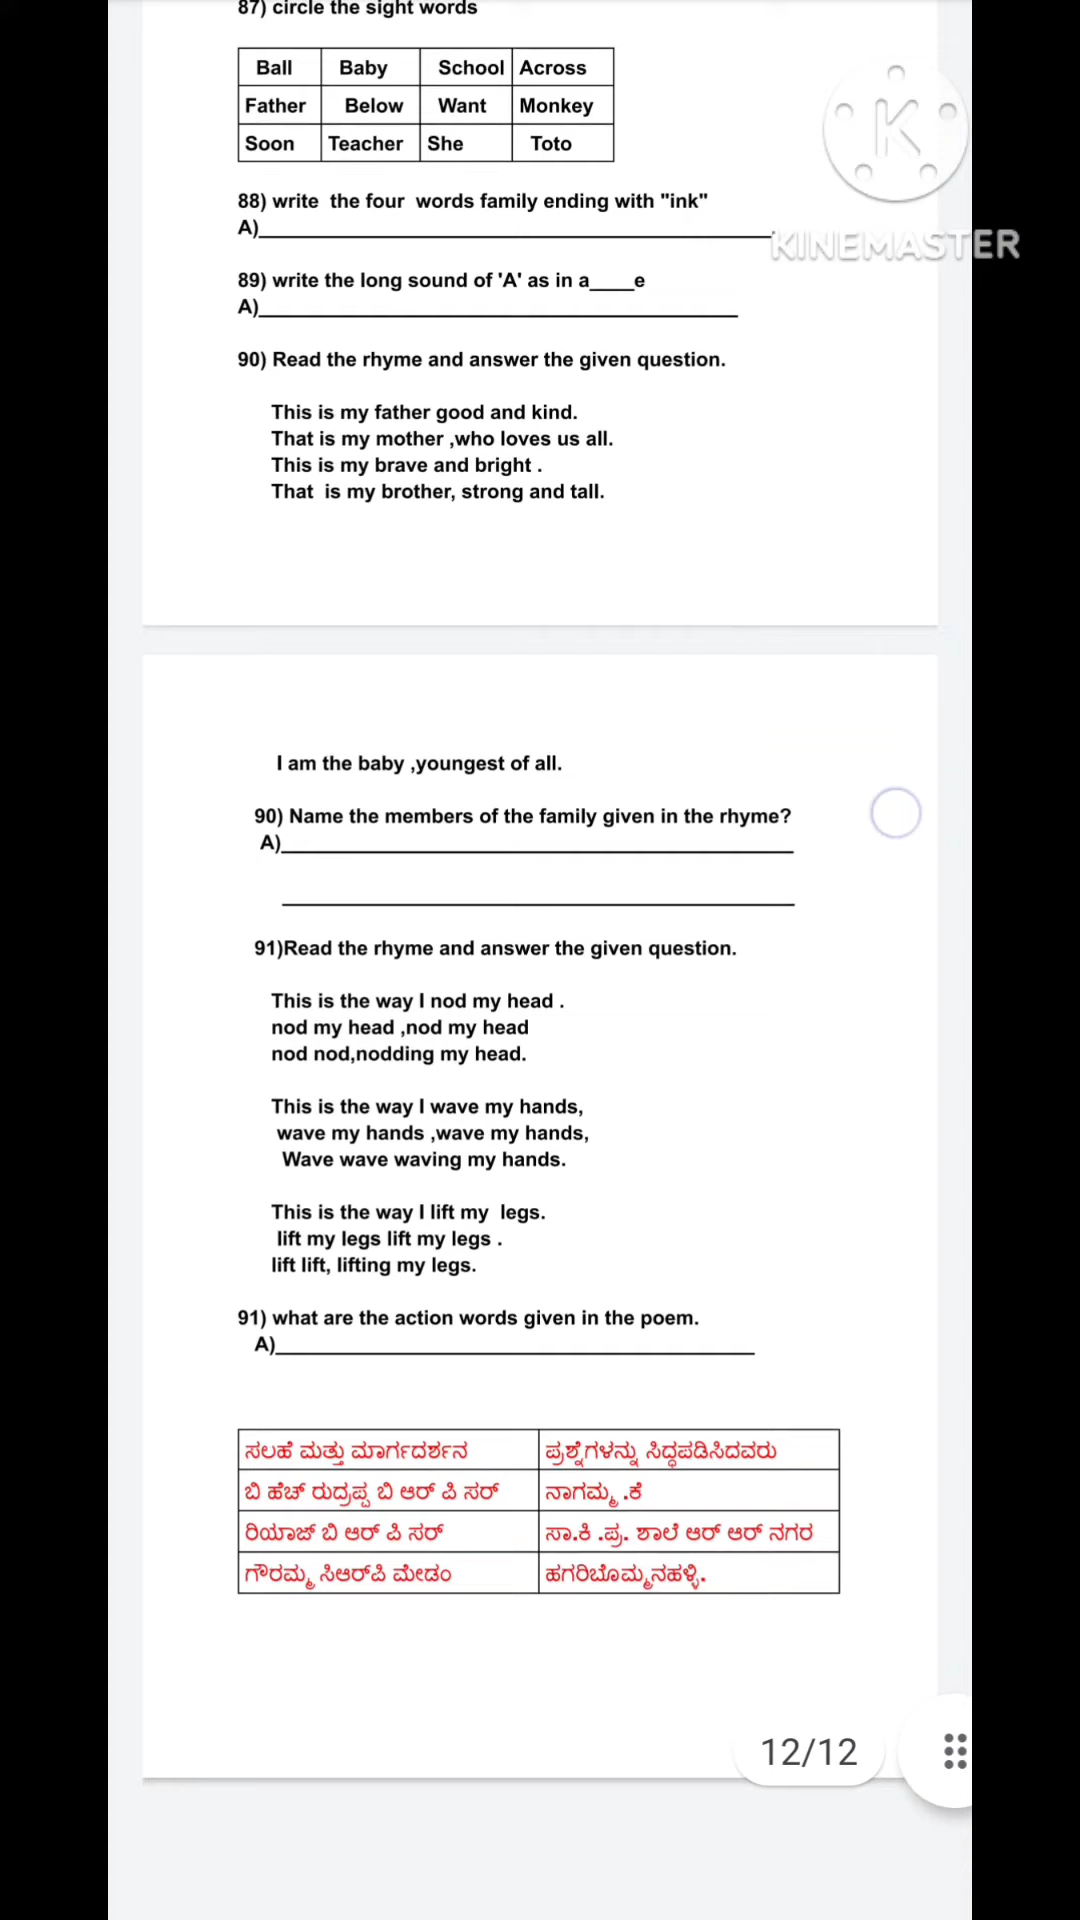 87) circle the sight words
Ball Baby School Across
Father Below Want Monkey
Soon Teacher She Toto
KINEMASTER
88) write the four words family ending with "ink"
A)____________________.
89) write the long sound of 'A' as in a____e
A)____________________
90) Read the rhyme and answer the given question.
This is my father good and kind.
That is my mother ,who loves us all.
This is my brave and bright .
That is my brother, strong and tall.
I am the baby ,youngest of all.
90) Name the members of the family given in the rhyme?
A)____________________
____________________
91)Read the rhyme and answer the given question.
This is the way I nod my head .
nod my head ,nod my head
nod nod,nodding my head.
This is the way I wave my hands,
wave my hands ,wave my hands,
Wave wave waving my hands.
This is the way I lift my legs.
lift my legs lift my legs .
lift lift, lifting my legs.
91) what are the action words given in the poem.
A)____________________
ಸಲಹೆ ಮತ್ತು ಮಾರ್ಗದರ್ಶನ ಪ್ರಶ್ನೆಗಳನ್ನು ಸಿದ್ಧಪಡಿಸಿದವರು
ಬಿ ಹೆಚ್ ರುದ್ರಪ್ಪ ಬಿ ಆರ್ ಪಿ ಸರ್ ನಾಗಮ್ಮ .ಕೆ
ರಿಯಾಜ್ ಬಿ ಆರ್ ಪಿ ಸರ್ ಸಾ.ಕಿ .ಪ್ರ. ಶಾಲೆ ಆರ್ ಆರ್ ನಗರ
ಗೌರಮ್ಮ ಸಿಆರ್‌ಪಿ ಮೇಡಂ ಹಗರಿಬೊಮ್ಮನಹಳ್ಳಿ.
12/12